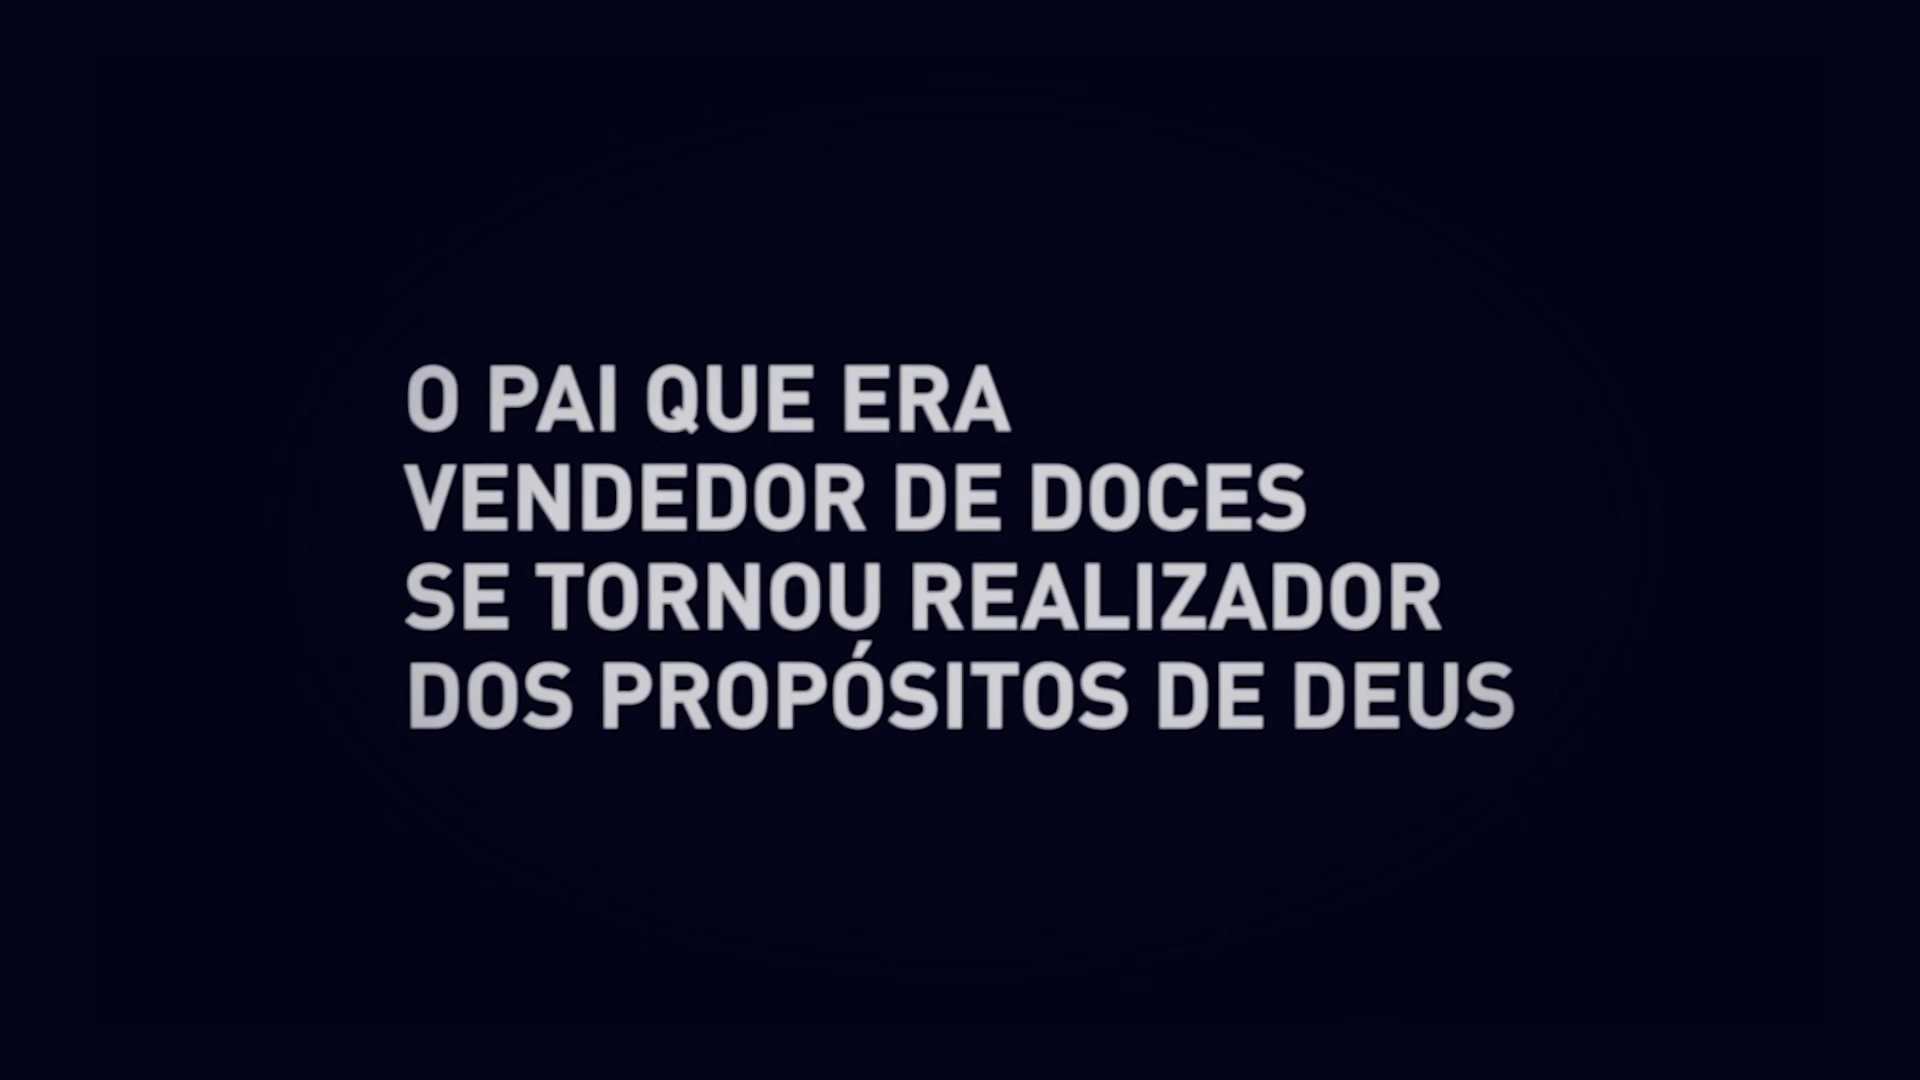 O PAI QUE ERA
VENDEDOR DE DOCES
SE TORNOU REALIZADOR
DOS PROPÓSITOS DE DEUS